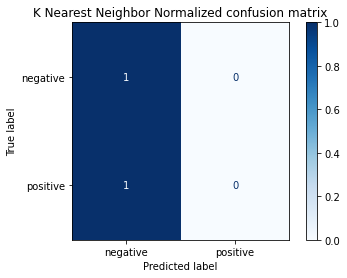 K Nearest Neighbor Normalized confusion matrix
1.0
negative
1
0
0.8
0.6
True label
0.4
positive
1
0
0.2
0.0
negative
positive
Predicted label